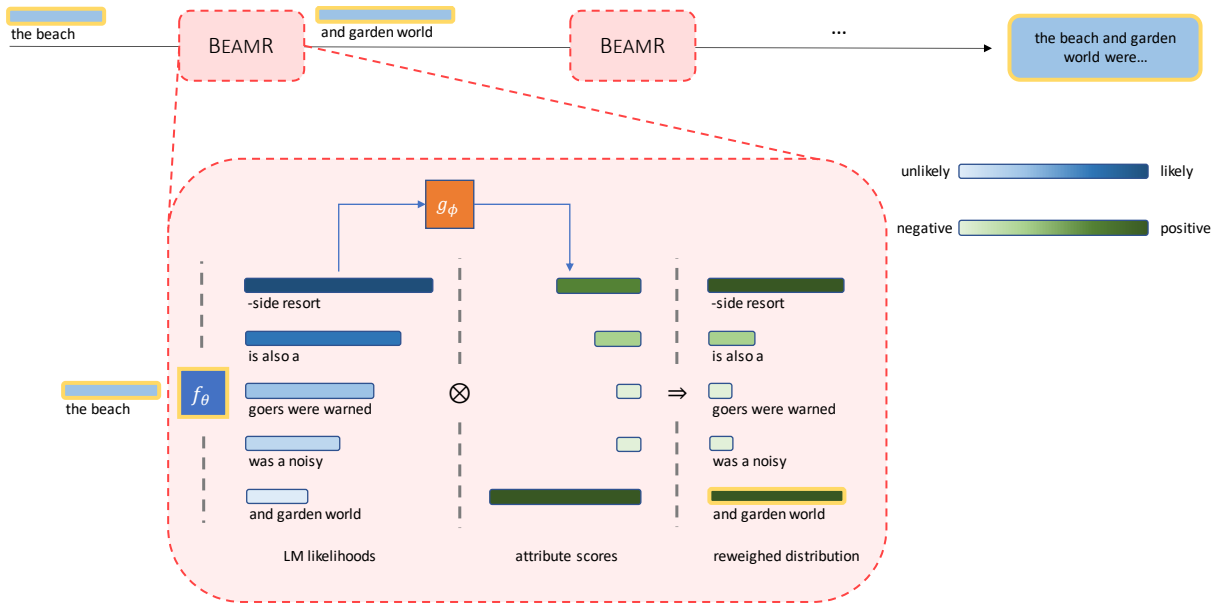 the beach
BEAMR
and garden world
BEAMR
...
the beach and garden
world were...
unlikely
likely
negative
positive
gϕ
-side resort
-side resort
is also a
is also a
the beach
fθ
goers were warned
⊗
⇒
goers were warned
was a noisy
was a noisy
and garden world
and garden world
LM likelihoods
attribute scores
reweighed distribution